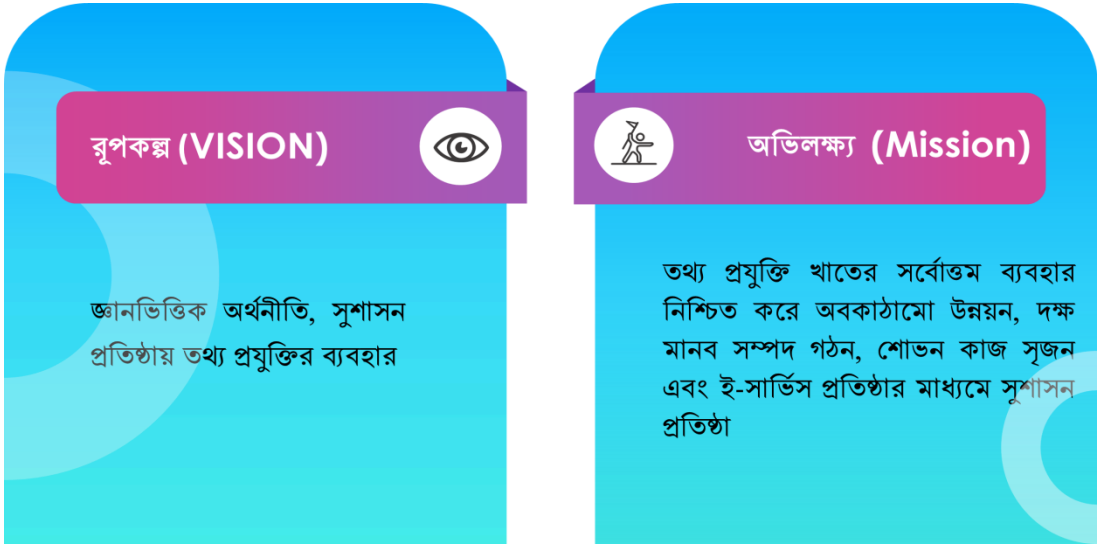 রূপকল্প (VISION)
জ্ঞানভিত্তিক অর্থনীতি, সুশাসন
প্রতিষ্ঠায় তথ্য প্রযুক্তির ব্যবহার
অভিলক্ষ্য (Mission)
তথ্য প্রযুক্তি খাতের সর্বোত্তম ব্যবহার
নিশ্চিত করে অবকাঠামো উন্নয়ন, দক্ষ
মানব সম্পদ গঠন, শোভন কাজ সৃজন
এবং ই-সার্ভিস প্রতিষ্ঠার মাধ্যমে সুশাসন
প্রতিষ্ঠা